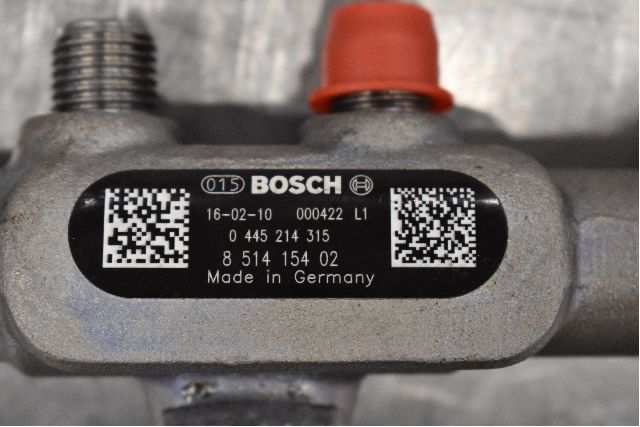 015 BOSCH
16-02-10 000422 L1
0 445 214 315
8 514 154 02
Made in Germany